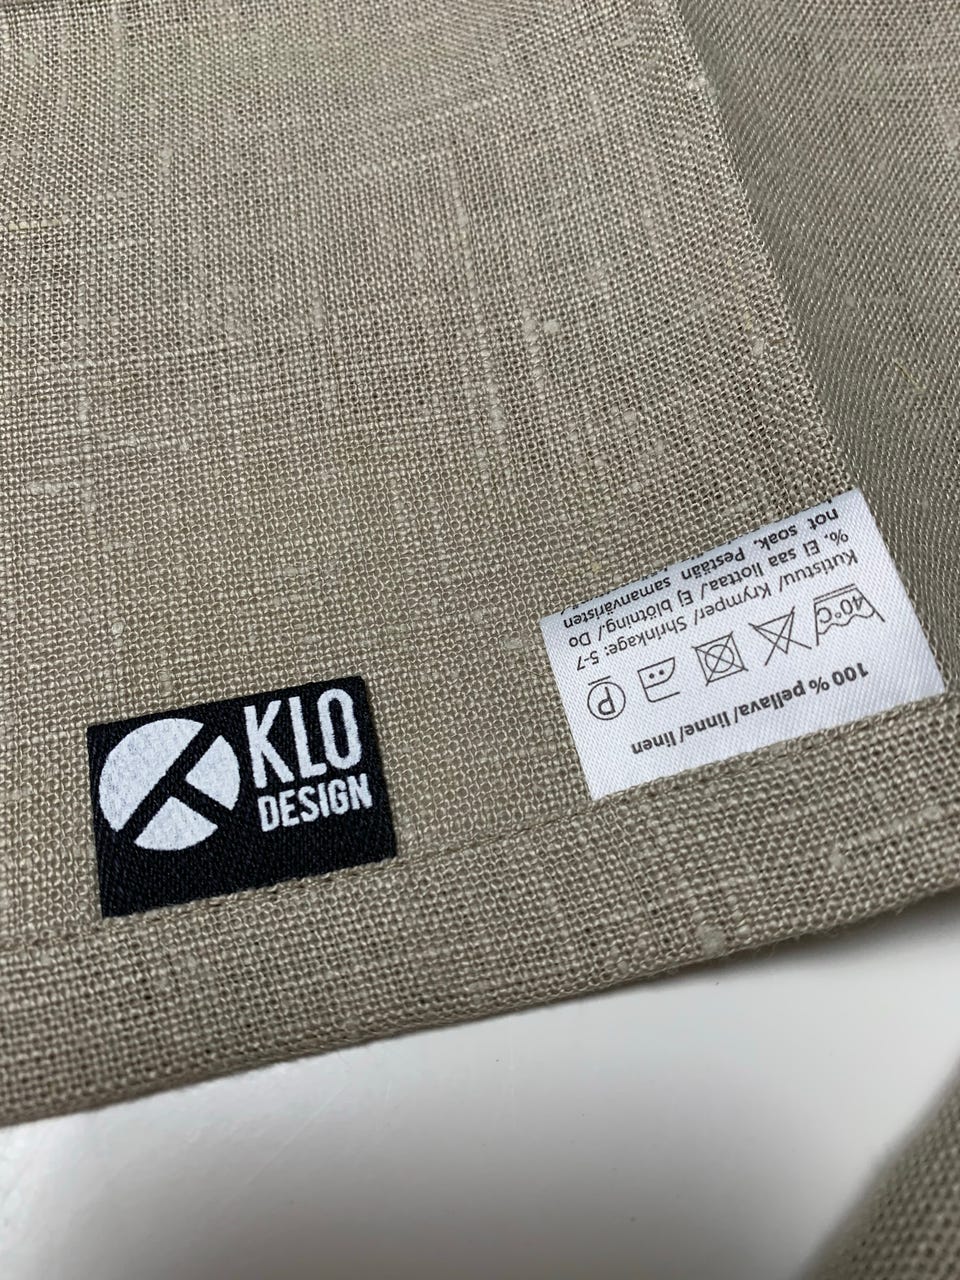 KLO
DESIGN
100 % pellava/linne/linen
40°C
P
Kutistuu/ Krymper/ Shrinkage: 5-7
%. Ei saa liottaa./ Ej blötning./ Do
not soak. Pestään samanväristen